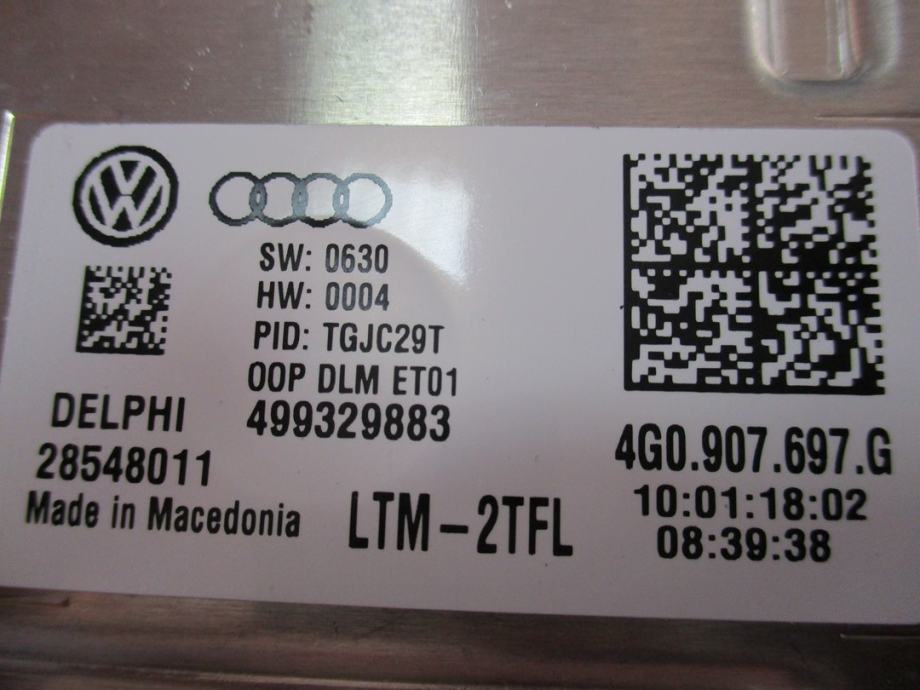 SW: 0630
HW: 0004
PID: TGJC29T
00P DLM ET01
499329883
DELPHI
28548011
Made in Macedonia
LTM-2TFL
4G0.907.697.G
10:01:18:02
08:39:38